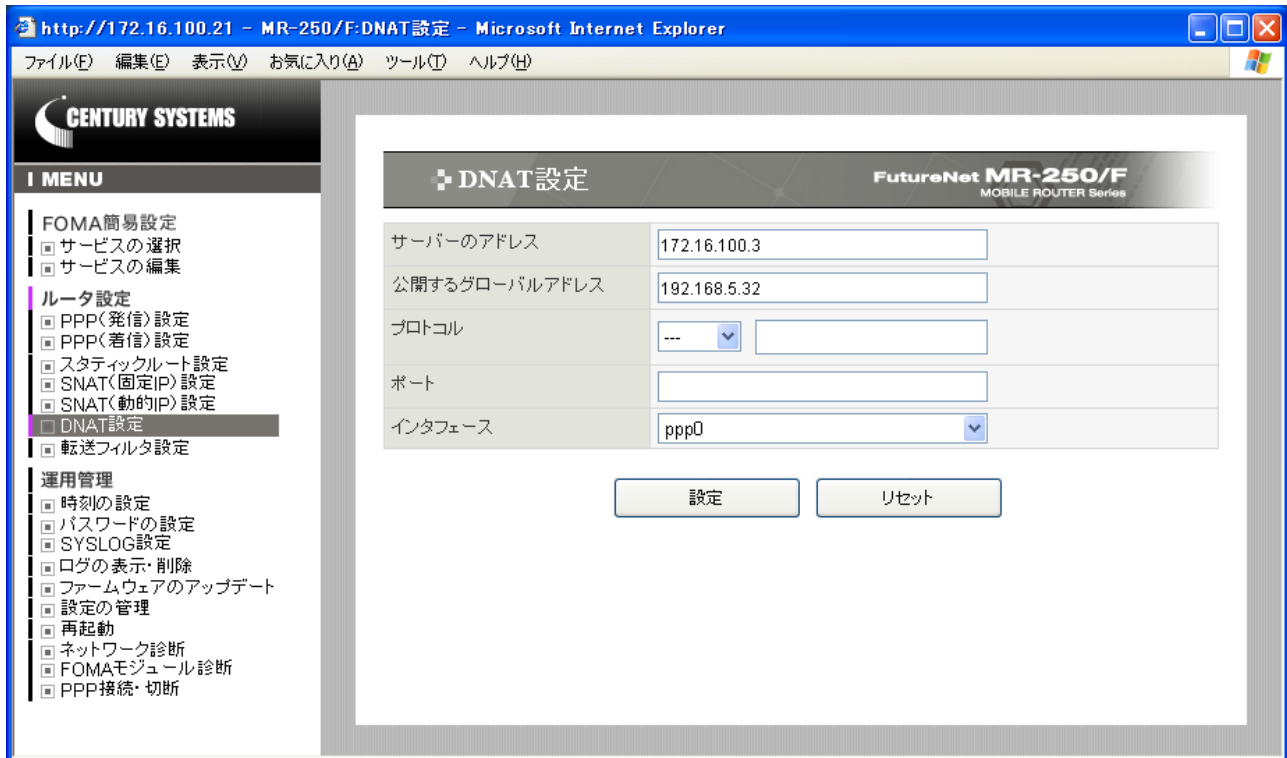 http://172.16.100.21 - MR-250/F:DNAT設定 - Microsoft Internet Explorer
ファイル(F) 編集(E) 表示(V) お気に入り(A) ツール(T) ヘルプ(H)
CENTURY SYSTEMS
MENU
FOMA簡易設定
サービスの選択
サービスの編集
ルータ設定
PPP(発信)設定
PPP(着信)設定
スタティックルート設定
SNAT(固定IP)設定
SNAT(動的IP)設定
DNAT設定
転送フィルタ設定
運用管理
時刻の設定
パスワードの設定
SYSLOG設定
ログの表示・削除
ファームウェアのアップデート
設定の管理
再起動
ネットワーク診断
FOMAモジュール診断
PPP接続・切断
DNAT設定
FutureNet MR-250/F
MOBILE ROUTER Series
サーバーのアドレス 172.16.100.3
公開するグローバルアドレス 192.168.5.32
プロトコル ---
ポート
インタフェース ppp0
設定 リセット